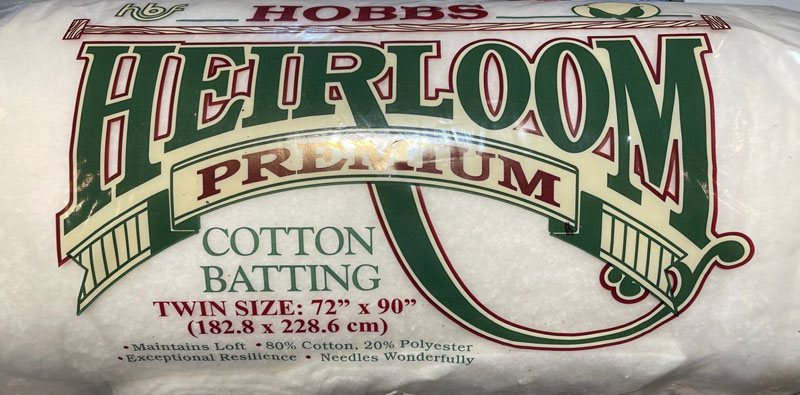 hbf
HOBBS
HEIRLOOM
PREMIUM
COTTON
BATTING
TWIN SIZE: 72” x 90”
(182.8 x 228.6 cm)
• Maintains Loft • 80% Cotton, 20% Polyester
• Exceptional Resilience • Needles Wonderfully